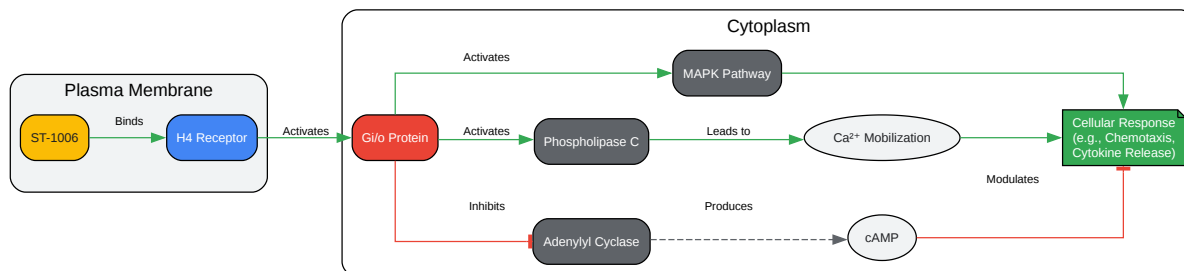 Cytoplasm
Plasma Membrane
ST-1006
Binds
H4 Receptor
Activates
Gi/o Protein
Activates
MAPK Pathway
Activates
Phospholipase C
Leads to
Ca²⁺ Mobilization
Cellular Response
(e.g., Chemotaxis,
Cytokine Release)
Inhibits
Adenylyl Cyclase
Produces
cAMP
Modulates